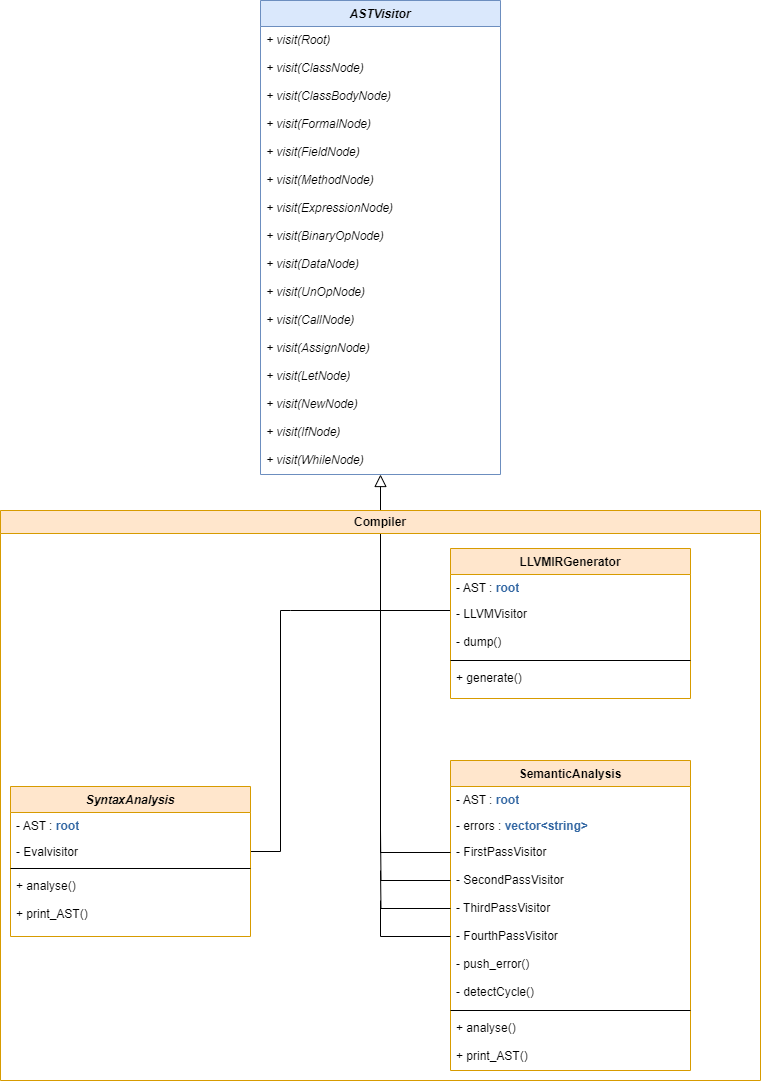 ASTVisitor
+ visit(Root)
+ visit(ClassNode)
+ visit(ClassBodyNode)
+ visit(FormalNode)
+ visit(FieldNode)
+ visit(MethodNode)
+ visit(ExpressionNode)
+ visit(BinaryOpNode)
+ visit(DataNode)
+ visit(UnOpNode)
+ visit(CallNode)
+ visit(AssignNode)
+ visit(LetNode)
+ visit(NewNode)
+ visit(IfNode)
+ visit(WhileNode)
Compiler
LLVMIRGenerator
- AST : root
- LLVMVisitor
- dump()
+ generate()
SyntaxAnalysis
- AST : root
- Evalvisitor
+ analyse()
+ print_AST()
SemanticAnalysis
- AST : root
- errors : vector<string>
- FirstPassVisitor
- SecondPassVisitor
- ThirdPassVisitor
- FourthPassVisitor
- push_error()
- detectCycle()
+ analyse()
+ print_AST()